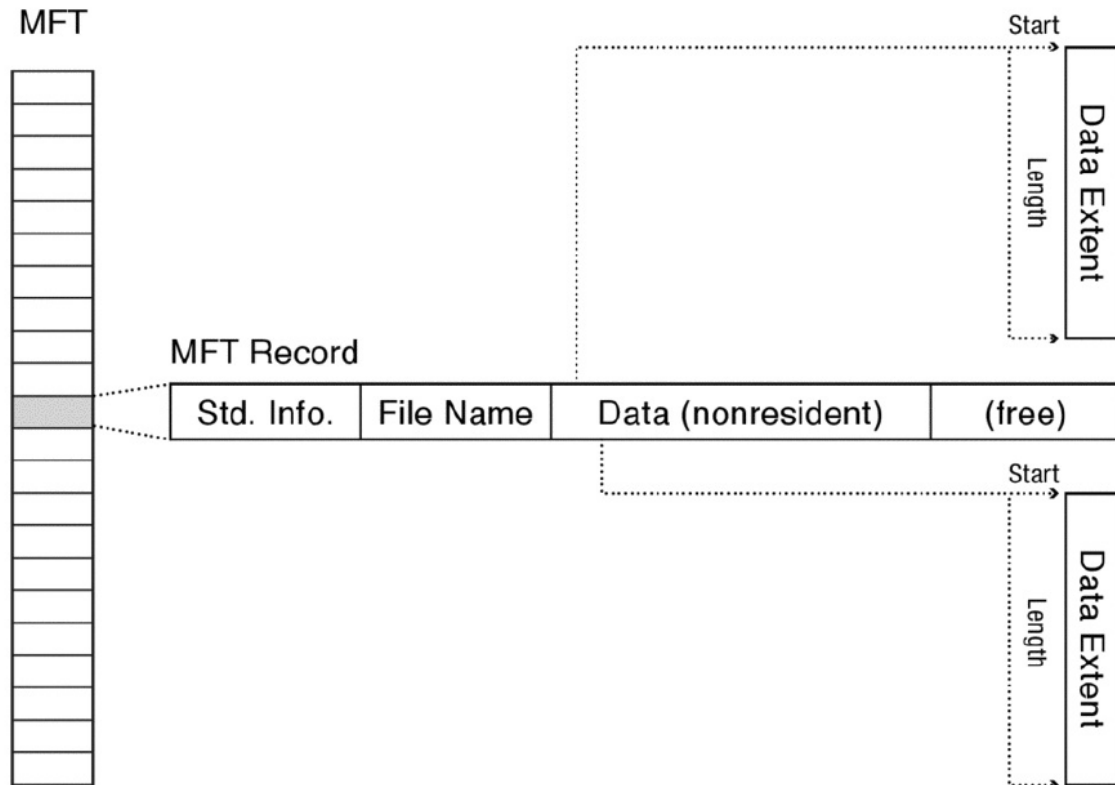 MFT
Start
Length
Data Extent
MFT Record
Std. Info.
File Name
Data (nonresident)
(free)
Start
Length
Data Extent